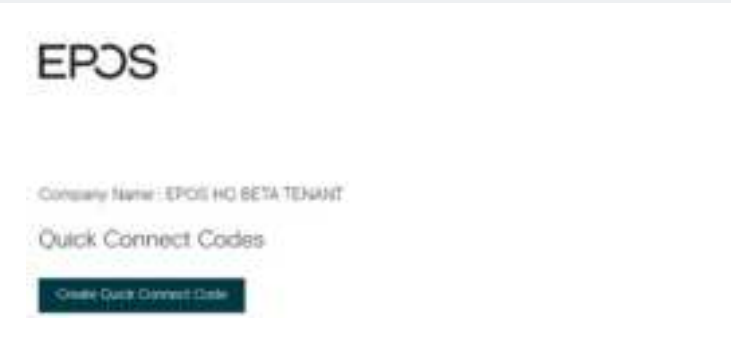 EPOS
Company Name : EPOS HQ BETA TENANT
Quick Connect Codes
Create Quick Connect Code